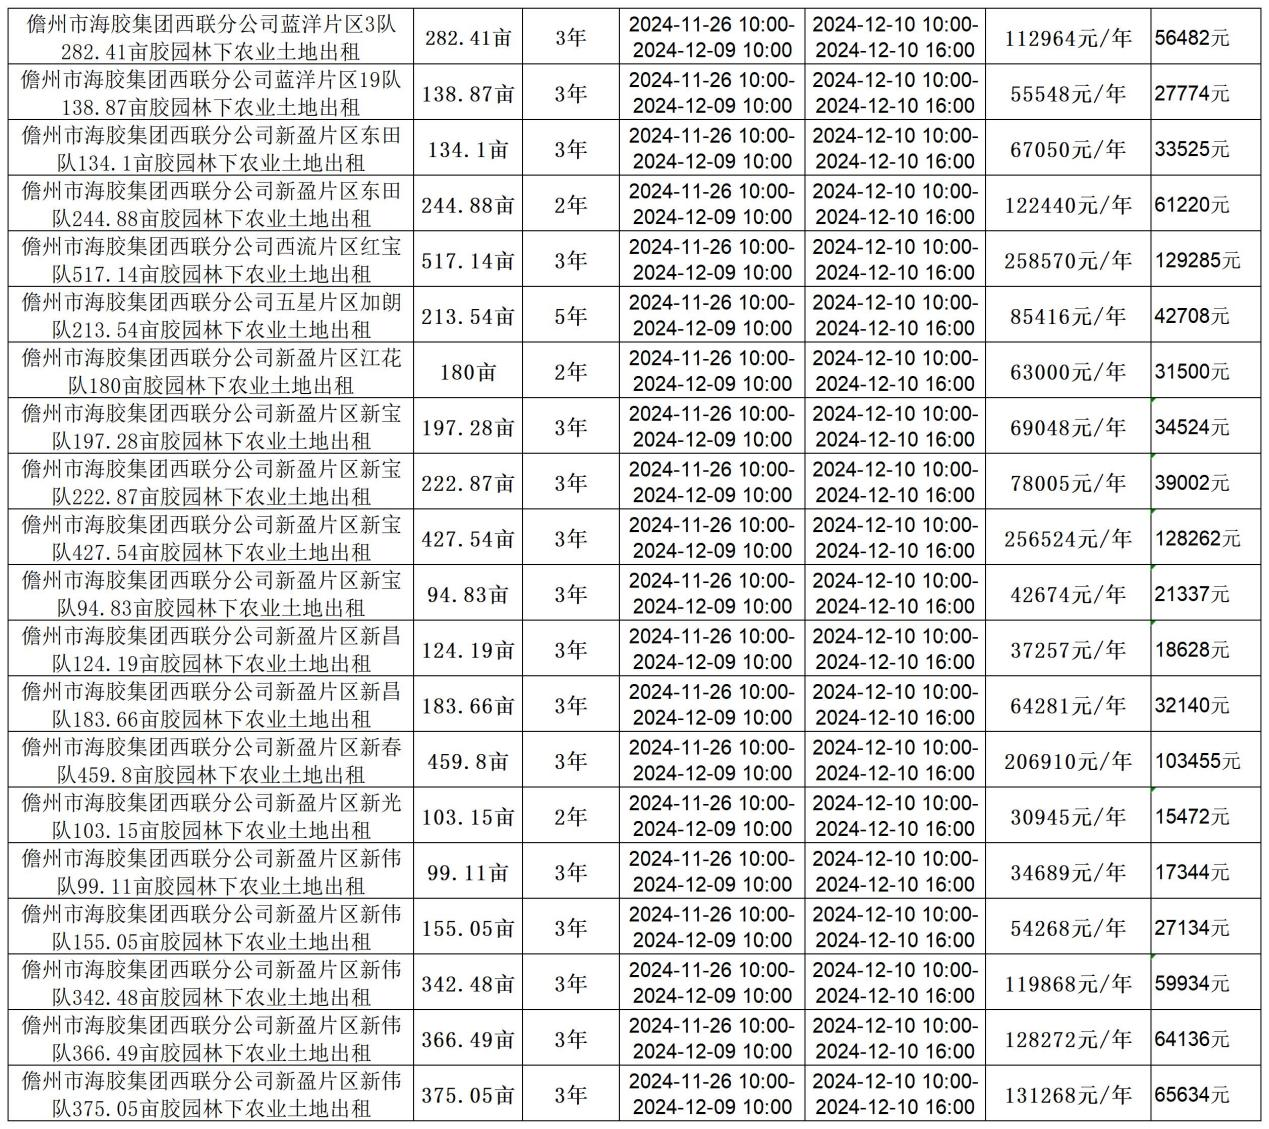 儋州市海胶集团西联分公司蓝洋片区3队
282.41亩胶园林下农业土地出租
282.41亩
3年
2024-11-26 10:00-
2024-12-09 10:00
2024-12-10 10:00-
2024-12-10 16:00
112964元/年
56482元
儋州市海胶集团西联分公司蓝洋片区19队
138.87亩胶园林下农业土地出租
138.87亩
3年
2024-11-26 10:00-
2024-12-09 10:00
2024-12-10 10:00-
2024-12-10 16:00
55548元/年
27774元
儋州市海胶集团西联分公司新盈片区东田
队134.1亩胶园林下农业土地出租
134.1亩
3年
2024-11-26 10:00-
2024-12-09 10:00
2024-12-10 10:00-
2024-12-10 16:00
67050元/年
33525元
儋州市海胶集团西联分公司新盈片区东田
队244.88亩胶园林下农业土地出租
244.88亩
2年
2024-11-26 10:00-
2024-12-09 10:00
2024-12-10 10:00-
2024-12-10 16:00
122440元/年
61220元
儋州市海胶集团西联分公司西流片区红宝
队517.14亩胶园林下农业土地出租
517.14亩
3年
2024-11-26 10:00-
2024-12-09 10:00
2024-12-10 10:00-
2024-12-10 16:00
258570元/年
129285元
儋州市海胶集团西联分公司五星片区加朗
队213.54亩胶园林下农业土地出租
213.54亩
5年
2024-11-26 10:00-
2024-12-09 10:00
2024-12-10 10:00-
2024-12-10 16:00
85416元/年
42708元
儋州市海胶集团西联分公司新盈片区江花
队180亩胶园林下农业土地出租
180亩
2年
2024-11-26 10:00-
2024-12-09 10:00
2024-12-10 10:00-
2024-12-10 16:00
63000元/年
31500元
儋州市海胶集团西联分公司新盈片区新宝
队197.28亩胶园林下农业土地出租
197.28亩
3年
2024-11-26 10:00-
2024-12-09 10:00
2024-12-10 10:00-
2024-12-10 16:00
69048元/年
34524元
儋州市海胶集团西联分公司新盈片区新宝
队222.87亩胶园林下农业土地出租
222.87亩
3年
2024-11-26 10:00-
2024-12-09 10:00
2024-12-10 10:00-
2024-12-10 16:00
78005元/年
39002元
儋州市海胶集团西联分公司新盈片区新宝
队427.54亩胶园林下农业土地出租
427.54亩
3年
2024-11-26 10:00-
2024-12-09 10:00
2024-12-10 10:00-
2024-12-10 16:00
256524元/年
128262元
儋州市海胶集团西联分公司新盈片区新宝
队94.83亩胶园林下农业土地出租
94.83亩
3年
2024-11-26 10:00-
2024-12-09 10:00
2024-12-10 10:00-
2024-12-10 16:00
42674元/年
21337元
儋州市海胶集团西联分公司新盈片区新昌
队124.19亩胶园林下农业土地出租
124.19亩
3年
2024-11-26 10:00-
2024-12-09 10:00
2024-12-10 10:00-
2024-12-10 16:00
37257元/年
18628元
儋州市海胶集团西联分公司新盈片区新昌
队183.66亩胶园林下农业土地出租
183.66亩
3年
2024-11-26 10:00-
2024-12-09 10:00
2024-12-10 10:00-
2024-12-10 16:00
64281元/年
32140元
儋州市海胶集团西联分公司新盈片区新春
队459.8亩胶园林下农业土地出租
459.8亩
3年
2024-11-26 10:00-
2024-12-09 10:00
2024-12-10 10:00-
2024-12-10 16:00
206910元/年
103455元
儋州市海胶集团西联分公司新盈片区新光
队103.15亩胶园林下农业土地出租
103.15亩
2年
2024-11-26 10:00-
2024-12-09 10:00
2024-12-10 10:00-
2024-12-10 16:00
30945元/年
15472元
儋州市海胶集团西联分公司新盈片区新伟
队99.11亩胶园林下农业土地出租
99.11亩
3年
2024-11-26 10:00-
2024-12-09 10:00
2024-12-10 10:00-
2024-12-10 16:00
34689元/年
17344元
儋州市海胶集团西联分公司新盈片区新伟
队155.05亩胶园林下农业土地出租
155.05亩
3年
2024-11-26 10:00-
2024-12-09 10:00
2024-12-10 10:00-
2024-12-10 16:00
54268元/年
27134元
儋州市海胶集团西联分公司新盈片区新伟
队342.48亩胶园林下农业土地出租
342.48亩
3年
2024-11-26 10:00-
2024-12-09 10:00
2024-12-10 10:00-
2024-12-10 16:00
119868元/年
59934元
儋州市海胶集团西联分公司新盈片区新伟
队366.49亩胶园林下农业土地出租
366.49亩
3年
2024-11-26 10:00-
2024-12-09 10:00
2024-12-10 10:00-
2024-12-10 16:00
128272元/年
64136元
儋州市海胶集团西联分公司新盈片区新伟
队375.05亩胶园林下农业土地出租
375.05亩
3年
2024-11-26 10:00-
2024-12-09 10:00
2024-12-10 10:00-
2024-12-10 16:00
131268元/年
65634元